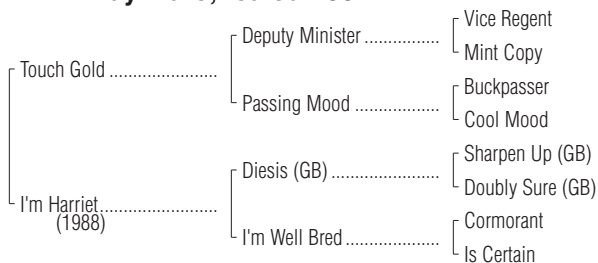 Vice Regent
Deputy Minister ................
Mint Copy
Touch Gold .......................
Buckpasser
Passing Mood ..................
Cool Mood
Sharpen Up (GB)
Diesis (GB) .......................
Doubly Sure (GB)
I'm Harriet.........................
(1988)
Cormorant
I'm Well Bred ....................
Is Certain